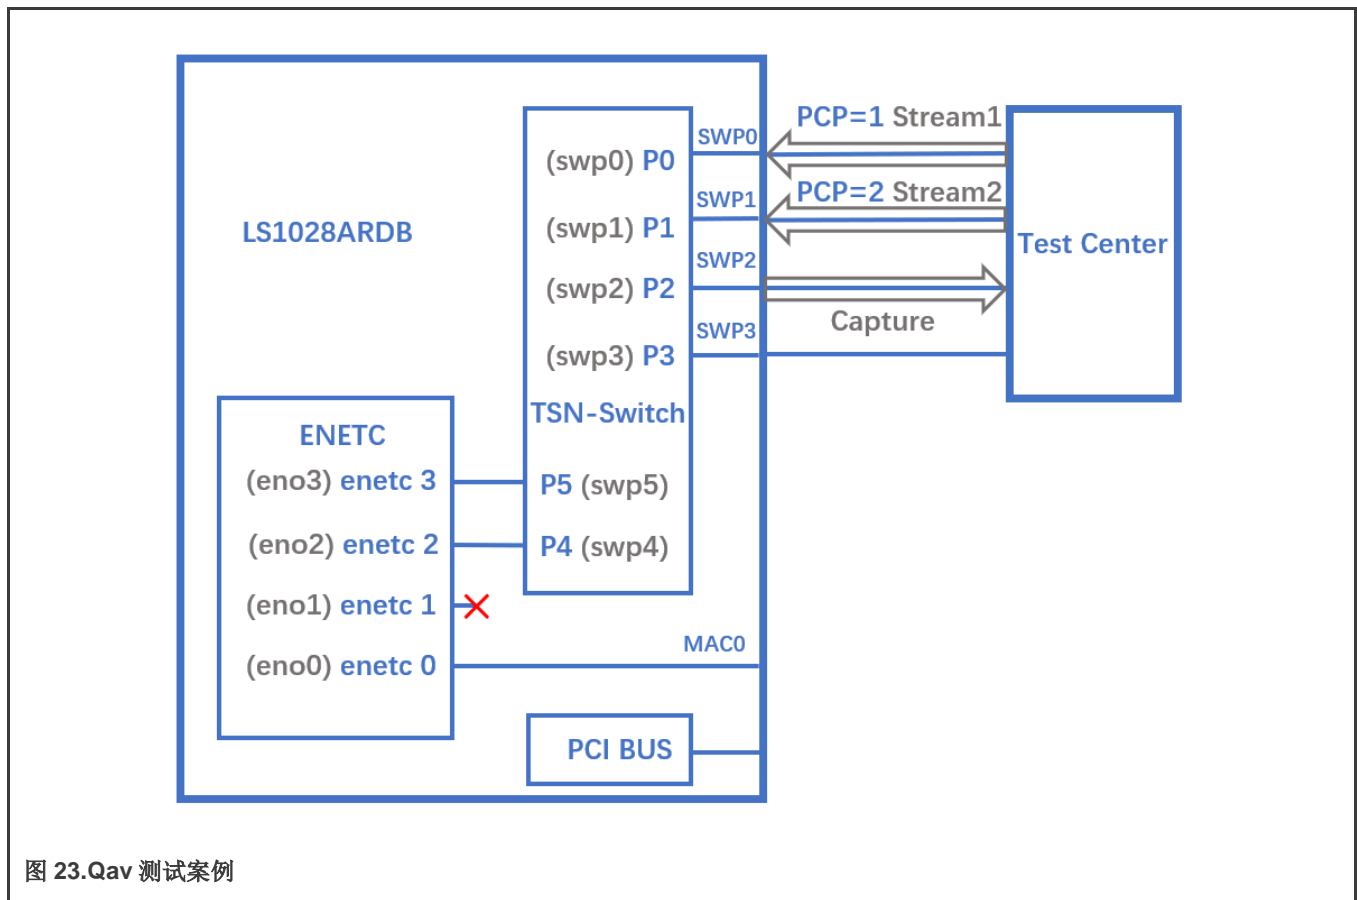 PCP=1 Stream1
SWP0
(swp0) P0
PCP=2 Stream2
SWP1
(swp1) P1
LS1028ARDB
Test Center
SWP2
(swp2) P2
Capture
SWP3
(swp3) P3
TSN-Switch
ENETC
(eno3) enetc 3
P5 (swp5)
(eno2) enetc 2
P4 (swp4)
(eno1) enetc 1
MAC0
(eno0) enetc 0
PCI BUS
图 23.Qav 测试案例